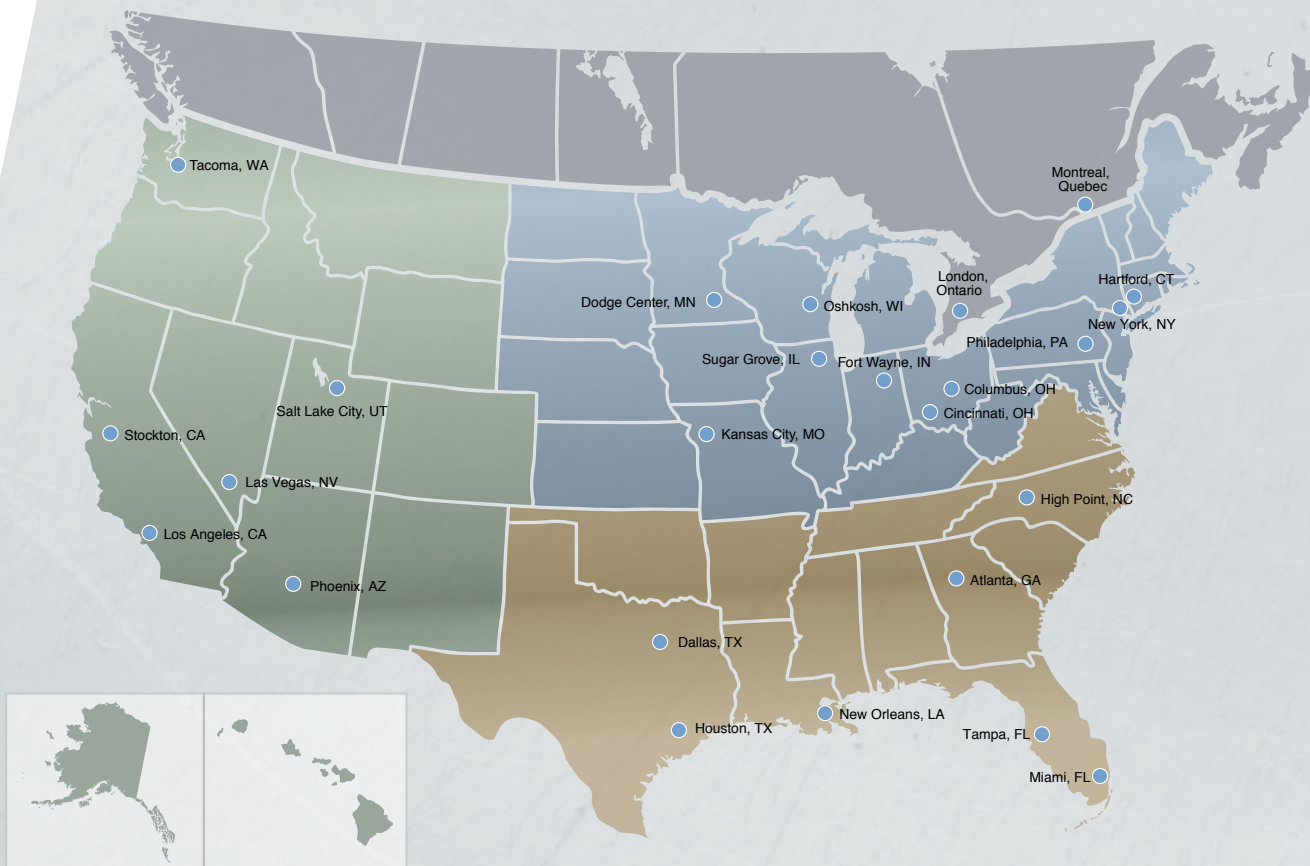 Tacoma, WA
Montreal,
Quebec
London,
Ontario
Hartford, CT
Dodge Center, MN
Oshkosh, WI
New York, NY
Philadelphia, PA
Sugar Grove, IL
Fort Wayne, IN
Columbus, OH
Salt Lake City, UT
Cincinnati, OH
Stockton, CA
Kansas City, MO
Las Vegas, NV
High Point, NC
Los Angeles, CA
Phoenix, AZ
Atlanta, GA
Dallas, TX
New Orleans, LA
Houston, TX
Tampa, FL
Miami, FL